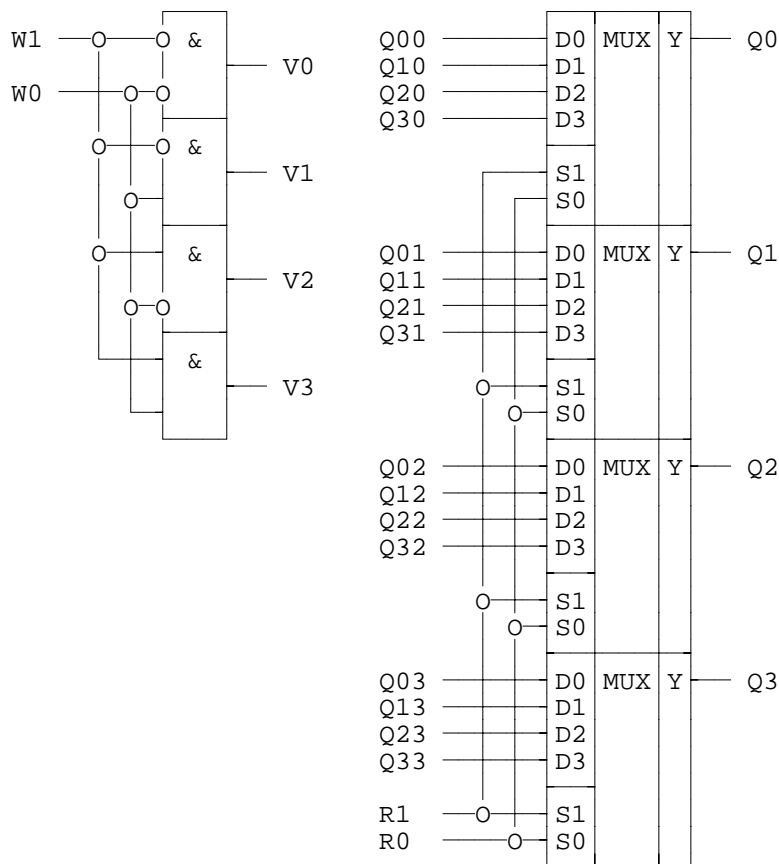 W1 & Q00 D0 MUX Y Q0
V0 Q10 D1
W0 Q20 D2
Q30 D3
&
V1 S1
S0
& Q01 D0 MUX Y Q1
V2 Q11 D1
Q21 D2
Q31 D3
&
V3 S1
S0
Q02 D0 MUX Y Q2
Q12 D1
Q22 D2
Q32 D3
S1
S0
Q03 D0 MUX Y Q3
Q13 D1
Q23 D2
Q33 D3
R1 S1
R0 S0